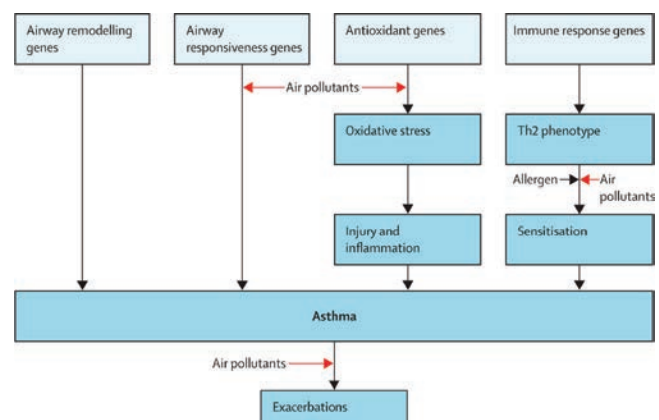 Airway remodelling
genes
Airway
responsiveness genes
Antioxidant genes
Immune response genes
Air pollutants
Oxidative stress
Th2 phenotype
Allergen
Air
pollutants
Injury and
inflammation
Sensitisation
Asthma
Air pollutants
Exacerbations